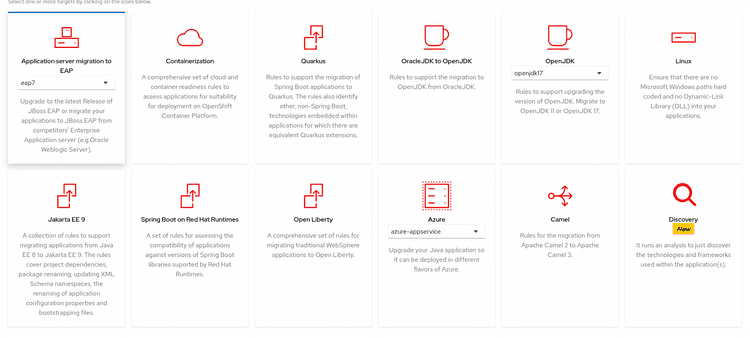 Select one or more targets by clicking on the icons below.
Application server migration to
EAP
eap7
Upgrade to the latest Release of
JBoss EAP or migrate your
applications to JBoss EAP from
competitors' Enterprise
Application server (e.g.Oracle
Weblogic Server).
Containerization
A comprehensive set of cloud and
container readiness rules to
assess applications for suitability
for deployment on OpenShift
Container Platform.
Quarkus
Rules to support the migration of
Spring Boot applications to
Quarkus. The rules also identify
other, non-Spring Boot,
technologies embedded within
applications for which there are
equivalent Quarkus extensions.
OracleJDK to OpenJDK
Rules to support the migration to
OpenJDK from OracleJDK.
OpenJDK
openjdk17
Rules to support upgrading the
version of OpenJDK. Migrate to
OpenJDK 11 or OpenJDK 17.
Linux
Ensure that there are no
Microsoft Windows paths hard
coded and no Dynamic-Link
Library (DLL) into your
applications.
Jakarta EE 9
A collection of rules to support
migrating applications from Java
EE 8 to Jakarta EE 9. The rules
cover project dependencies,
package renaming, updating XML
Schema namespaces, the
renaming of application
configuration properties and
bootstrapping files.
Spring Boot on Red Hat Runtimes
A set of rules for assessing the
compatibility of applications
against versions of Spring Boot
libraries suported by Red Hat
Runtimes.
Open Liberty
A comprehensive set of rules for
migrating traditional WebSphere
applications to Open Liberty.
Azure
azure-appservice
Upgrade your Java application so
it can be deployed in different
flavors of Azure.
Camel
Rules for the migration from
Apache Camel 2 to Apache
Camel 3.
Discovery
New
It runs an analysis to just discover
the technologies and frameworks
used within the application(s).